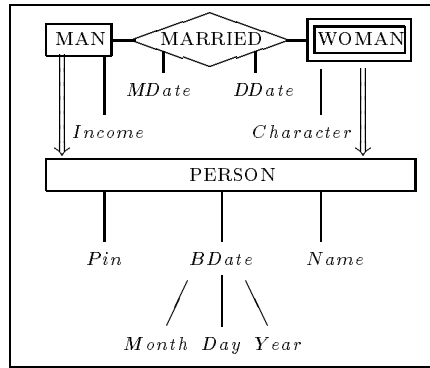 MAN MARRIED WOMAN
MDate DDate
Income Character
PERSON
Pin BDate Name
Month Day Year